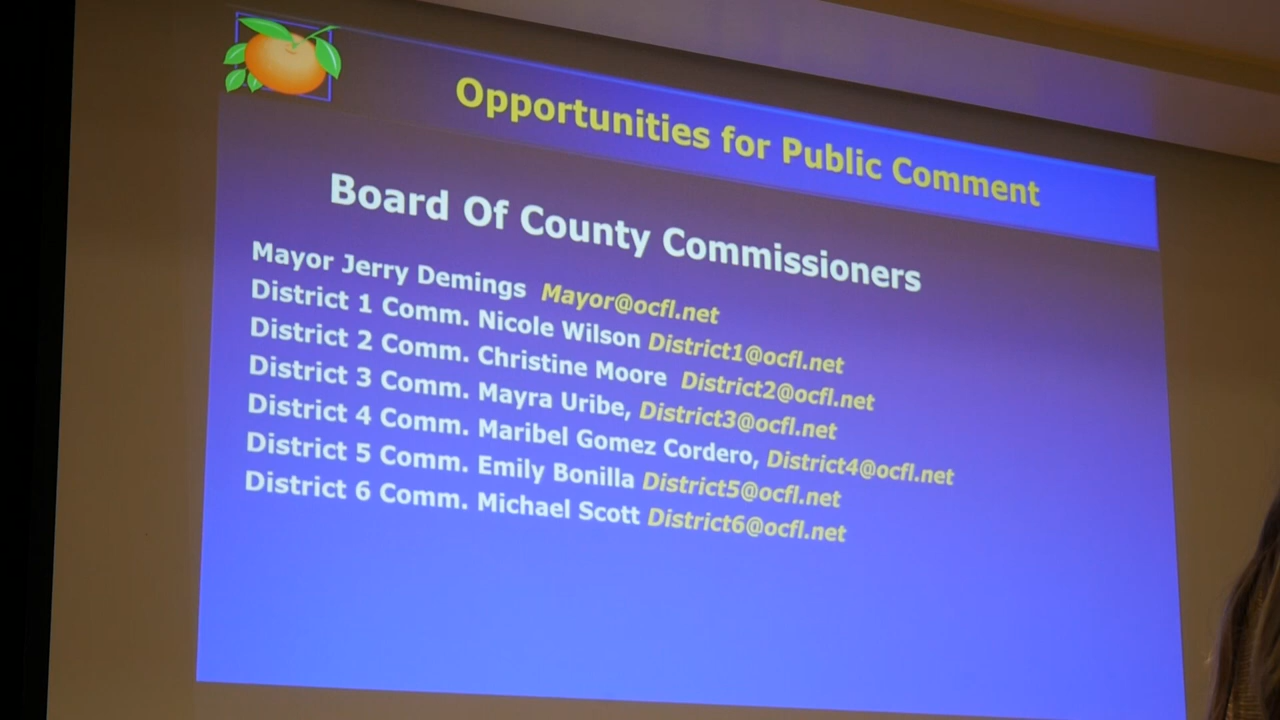 Opportunities for Public Comment
Board Of County Commissioners
Mayor Jerry Demings Mayor@ocfl.net
District 1 Comm. Nicole Wilson District1@ocfl.net
District 2 Comm. Christine Moore District2@ocfl.net
District 3 Comm. Mayra Uribe, District3@ocfl.net
District 4 Comm. Maribel Gomez Cordero, District4@ocfl.net
District 5 Comm. Emily Bonilla District5@ocfl.net
District 6 Comm. Michael Scott District6@ocfl.net